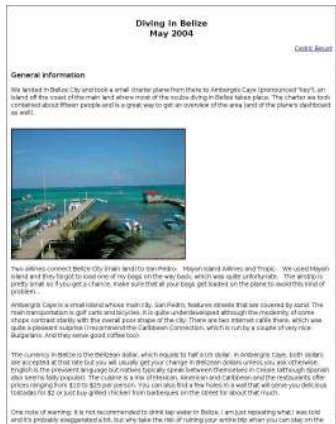 Diving in Belize
May 2004
Cedric Beust
General information
We landed in Belize City and took a small charter plane from there to Ambergris Caye (pronounced "key"), an
island off the coast of the main land where most of the scuba diving in Belize takes place. The charter we took
contained about fifteen people and is a great way to get an overview of the area (and of the plane's dashboard
as well).
Two airlines connect Belize City (main land) to San Pedro: Mayan Island Airlines and Tropic. We used Mayan
Island and they forgot to load one of my bags on the way back, which was quite unpleasant. The airstrip is
pretty small so if you get a chance, make sure that all your bags get loaded on the plane to avoid this kind of
problem...
Ambergris Caye is a small island whose main city, San Pedro, features streets that are covered by sand. The
main transportation is golf carts and bicycles. It is quite underdeveloped although the modernity of some
shops contrast starkly with the overall poor shape of the city. There are two Internet cafés there, which was
quite a pleasant surprise (I recommend the Caribbean Connection, which is run by a couple of very nice
Bulgarians. And they serve good coffee too).
The currency in Belize is the Belizean dollar, which equals to half a US dollar. In Ambergris Caye, both dollars
are accepted at that rate but you will usually get your change in Belizean dollars unless you ask otherwise.
English is the prevalent language but natives typically speak between themselves in Creole (although Spanish
also seems fairly popular). The cuisine is a mix of Mexican, American and Caribbean and the restaurants offer
prices ranging from $10 to $25 per person. You can also find a few holes in a wall that will serve you delicious
tostadas for $2 or just buy grilled chicken from barbeques on the street for about that much.
One note of warning: it is not recommended to drink tap water in Belize. I am just repeating what I was told
and it's probably exaggerated a bit, but why take the risk of ruining your entire trip when you can stay on the